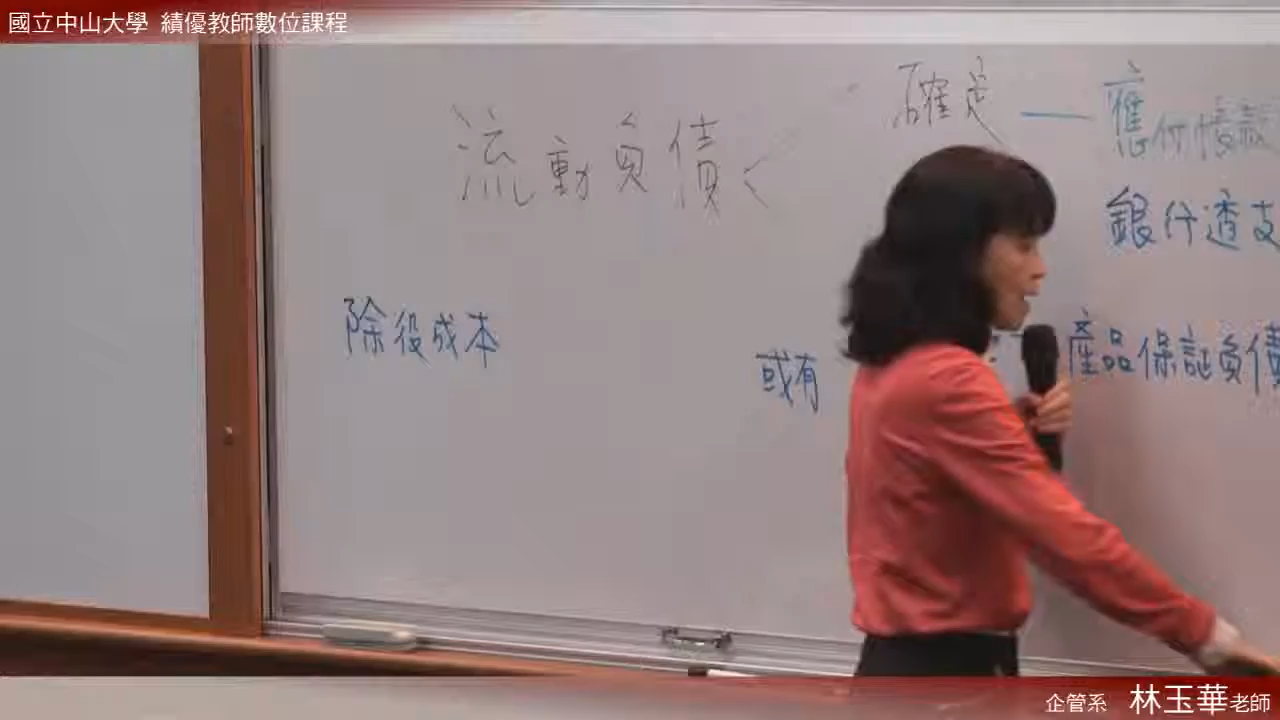 國立中山大學 績優教師數位課程
確定 — 應付帳款
流動負債
銀行透支
除役成本
或有
產品保証負債
企管系 林玉華老師